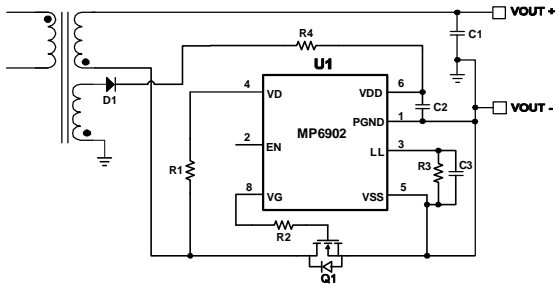 VOUT +
R4
C1
U1
D1
4
VD
VDD
6
C2
VOUT -
PGND
1
MP6902
2
EN
LL
3
R1
R3
C3
8
VG
VSS
5
R2
Q1